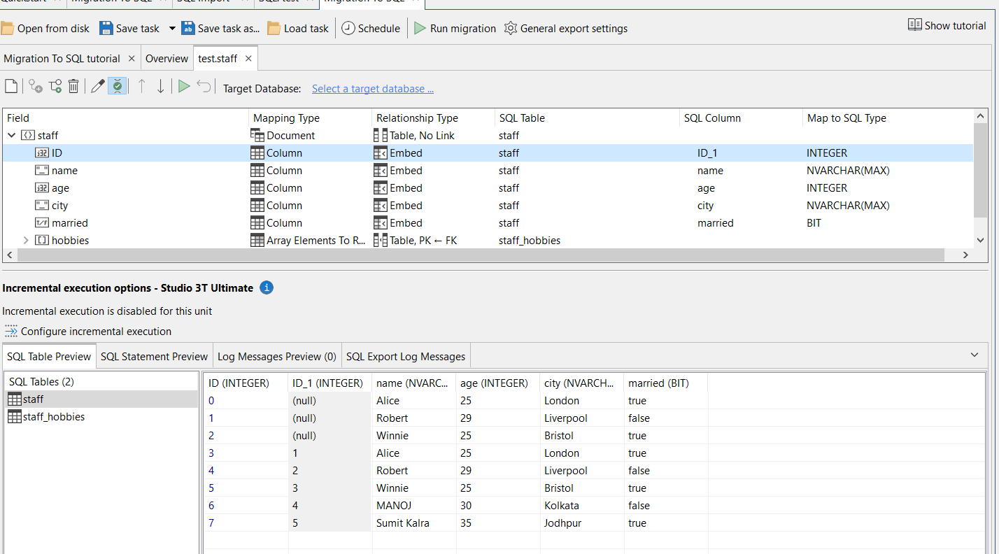 Quickstart Migration To SQL SQL Import SQL test Migration To SQL
Open from disk Save task Save task as... Load task Schedule Run migration General export settings Show tutorial
Migration To SQL tutorial Overview test.staff
Target Database: Select a target database ...
Field Mapping Type Relationship Type SQL Table SQL Column Map to SQL Type
staff Document Table, No Link staff
i32 ID Column Embed staff ID_1 INTEGER
"_" name Column Embed staff name NVARCHAR(MAX)
i32 age Column Embed staff age INTEGER
"_" city Column Embed staff city NVARCHAR(MAX)
T/F married Column Embed staff married BIT
hobbies Array Elements To R... Table, PK ← FK staff_hobbies
Incremental execution options - Studio 3T Ultimate i
Incremental execution is disabled for this unit
Configure incremental execution
SQL Table Preview SQL Statement Preview Log Messages Preview (0) SQL Export Log Messages
SQL Tables (2)
staff
staff_hobbies
ID (INTEGER) ID_1 (INTEGER) name (NVARC... age (INTEGER) city (NVARCH... married (BIT)
0 (null) Alice 25 London true
1 (null) Robert 29 Liverpool false
2 (null) Winnie 25 Bristol true
3 1 Alice 25 London true
4 2 Robert 29 Liverpool false
5 3 Winnie 25 Bristol true
6 4 MANOJ 30 Kolkata false
7 5 Sumit Kalra 35 Jodhpur true